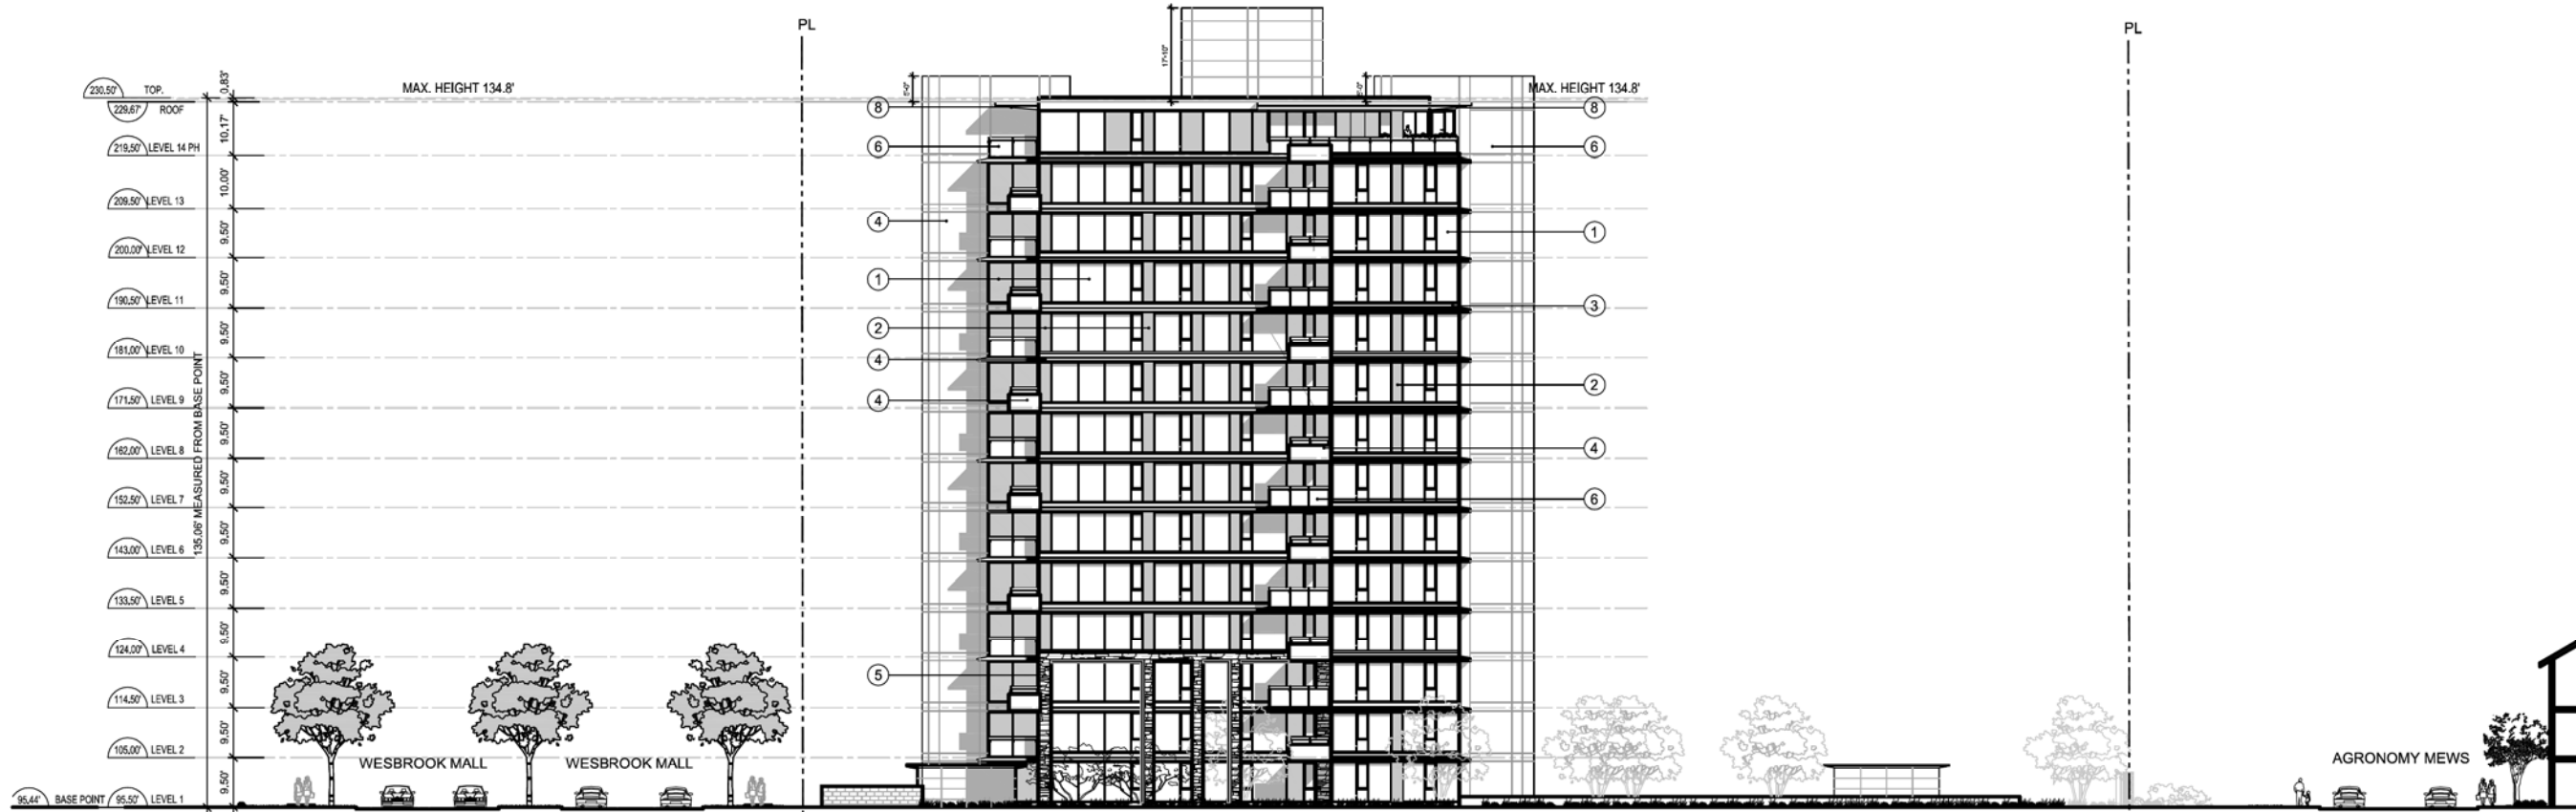 PL
PL
17'-10"
230.50' TOP.
0.83'
MAX. HEIGHT 134.8'
MAX. HEIGHT 134.8'
229.67' ROOF
8
8
10.17'
219.50' LEVEL 14 PH
6
6
10.00'
209.50' LEVEL 13
4
1
9.50'
200.00' LEVEL 12
1
9.50'
190.50' LEVEL 11
3
2
9.50'
181.00' LEVEL 10
4
2
9.50'
171.50' LEVEL 9
4
135.06' MEASURED FROM BASE POINT
9.50'
162.00' LEVEL 8
4
9.50'
152.50' LEVEL 7
6
9.50'
143.00' LEVEL 6
9.50'
133.50' LEVEL 5
9.50'
124.00' LEVEL 4
5
9.50'
114.50' LEVEL 3
9.50'
105.00' LEVEL 2
WESBROOK MALL
WESBROOK MALL
AGRONOMY MEWS
9.50'
95.44' BASE POINT
95.50' LEVEL 1